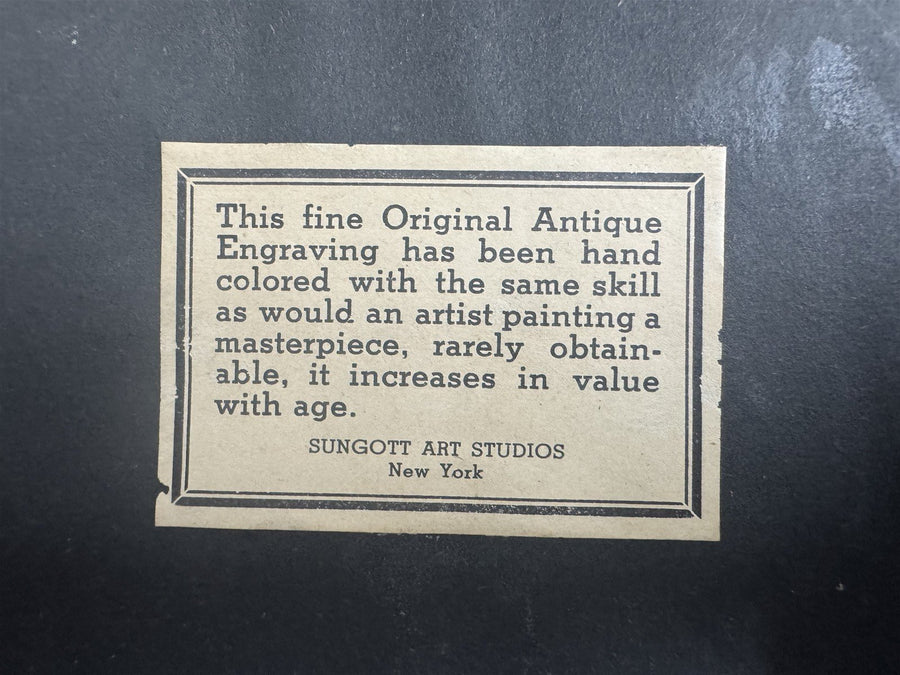 This fine Original Antique
Engraving has been hand
colored with the same skill
as would an artist painting a
masterpiece, rarely obtain-
able, it increases in value
with age.
SUNGOTT ART STUDIOS
New York